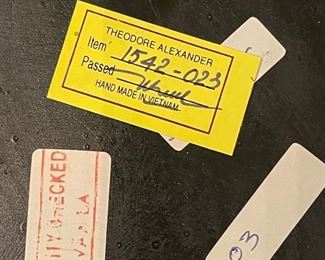 THEODORE ALEXANDER
Item 1542-023
Passed
HAND MADE IN VIETNAM
CHECKED
03